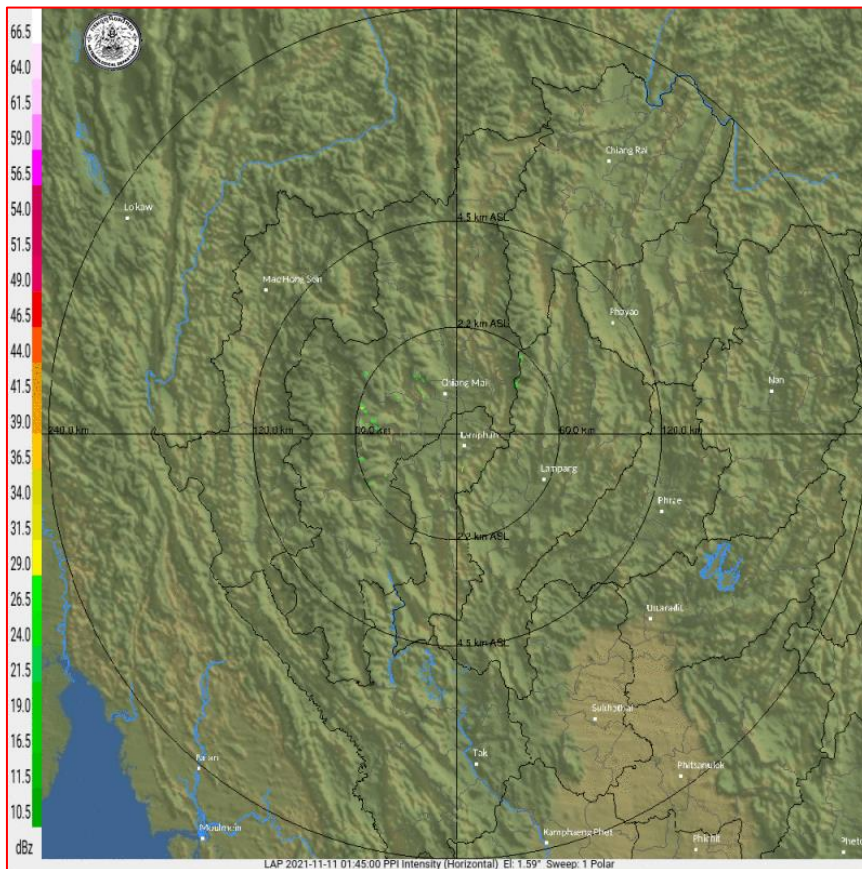 66.5
64.0
61.5
59.0
56.5
54.0
51.5
49.0
46.5
44.0
41.5
39.0
36.5
34.0
31.5
29.0
26.5
24.0
21.5
19.0
16.5
11.5
10.5
dBz
Chiang Rai
Loikaw
4.5 km ASL
Mae Hong Son
Phayao
2.2 km ASL
Chiang Mai
Nan
240.0 km
120.0 km
60.0 km
120.0 km
Lamphun
Lampang
Phrae
2.2 km ASL
Uttaradit
4.5 km ASL
Sukhothai
Tak
Phitsanulok
Moulmein
Kamphaeng Phet
Phichit
LAP 2021-11-11 01:45:00 PPI Intensity (Horizontal) El: 1.59° Sweep: 1 Polar